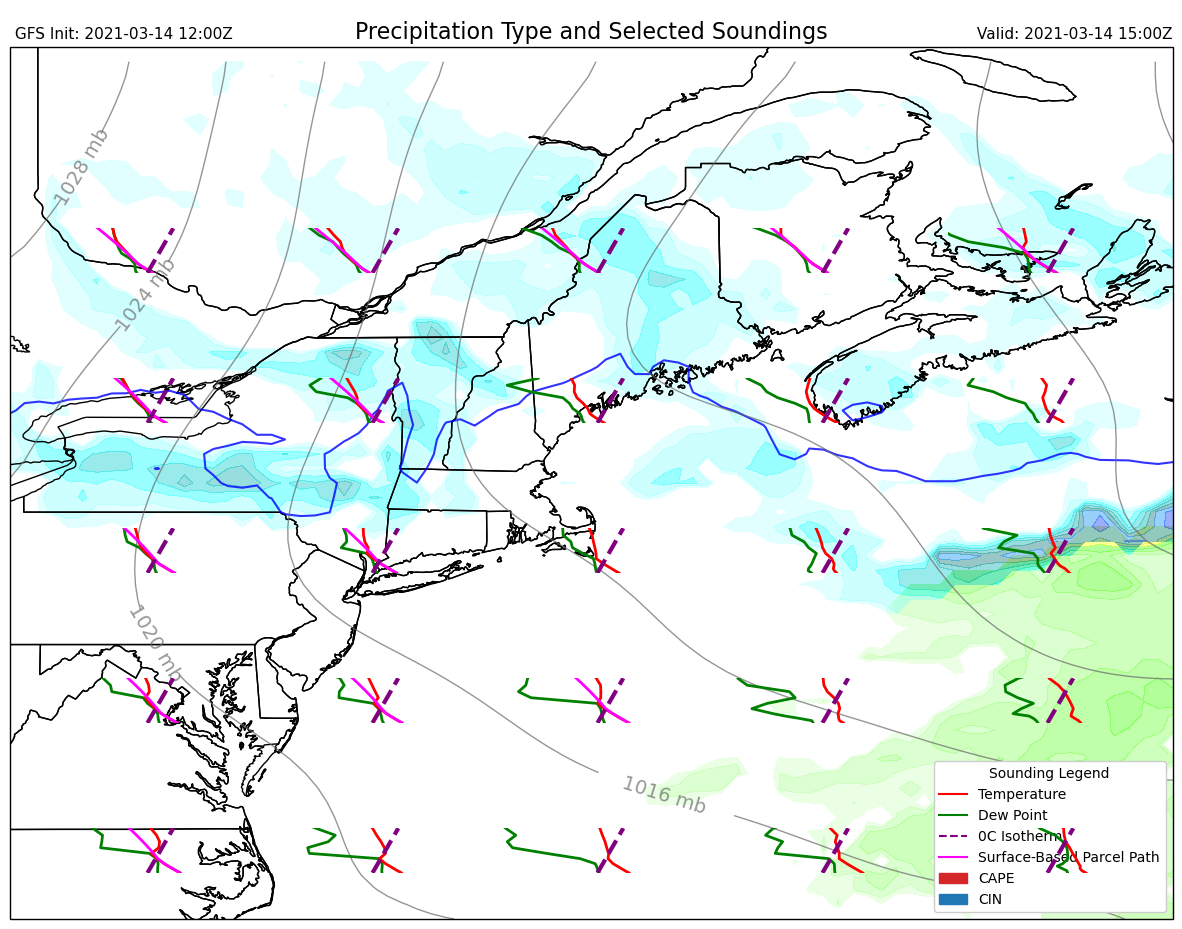 Precipitation Type and Selected Soundings
GFS Init: 2021-03-14 12:00Z
Valid: 2021-03-14 15:00Z
1028 mb
1024 mb
1020 mb
1016 mb
Sounding Legend
Temperature
Dew Point
0C Isotherm
Surface-Based Parcel Path
CAPE
CIN